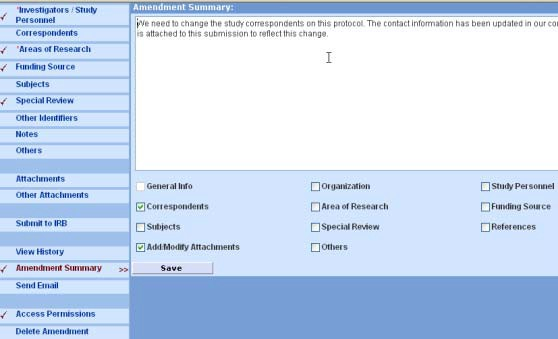 *Investigators / Study
Personnel
Correspondents
*Areas of Research
Funding Source
Subjects
Special Review
Other Identifiers
Notes
Others
Attachments
Other Attachments
Submit to IRB
View History
Amendment Summary >>
Send Email
Access Permissions
Delete Amendment
Amendment Summary:
We need to change the study correspondents on this protocol. The contact information has been updated in our
is attached to this submission to reflect this change.
General Info Organization Study Personnel
Correspondents Area of Research Funding Source
Subjects Special Review References
Add/Modify Attachments Others
Save